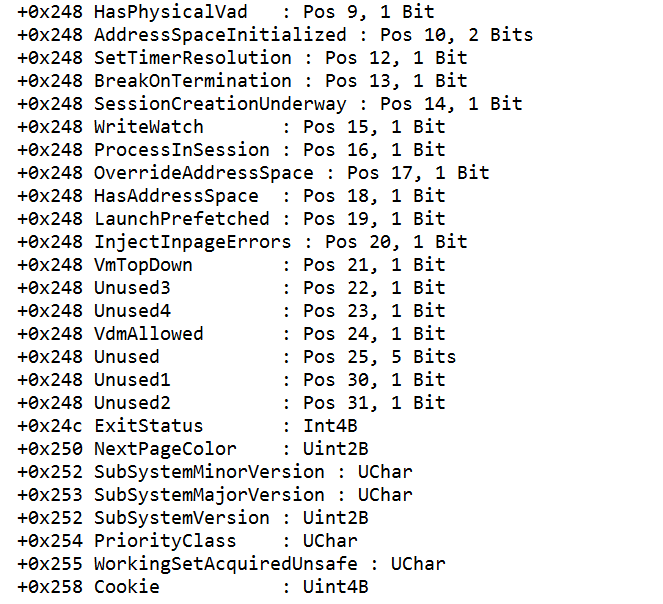 +0x248 HasPhysicalVad   : Pos 9, 1 Bit
+0x248 AddressSpaceInitialized : Pos 10, 2 Bits
+0x248 SetTimerResolution : Pos 12, 1 Bit
+0x248 BreakOnTermination : Pos 13, 1 Bit
+0x248 SessionCreationUnderway : Pos 14, 1 Bit
+0x248 WriteWatch       : Pos 15, 1 Bit
+0x248 ProcessInSession : Pos 16, 1 Bit
+0x248 OverrideAddressSpace : Pos 17, 1 Bit
+0x248 HasAddressSpace  : Pos 18, 1 Bit
+0x248 LaunchPrefetched : Pos 19, 1 Bit
+0x248 InjectInpageErrors : Pos 20, 1 Bit
+0x248 VmTopDown        : Pos 21, 1 Bit
+0x248 Unused3          : Pos 22, 1 Bit
+0x248 Unused4          : Pos 23, 1 Bit
+0x248 VdmAllowed       : Pos 24, 1 Bit
+0x248 Unused           : Pos 25, 5 Bits
+0x248 Unused1          : Pos 30, 1 Bit
+0x248 Unused2          : Pos 31, 1 Bit
+0x24c ExitStatus       : Int4B
+0x250 NextPageColor    : Uint2B
+0x252 SubSystemMinorVersion : UChar
+0x253 SubSystemMajorVersion : UChar
+0x252 SubSystemVersion : Uint2B
+0x254 PriorityClass    : UChar
+0x255 WorkingSetAcquiredUnsafe : UChar
+0x258 Cookie           : Uint4B